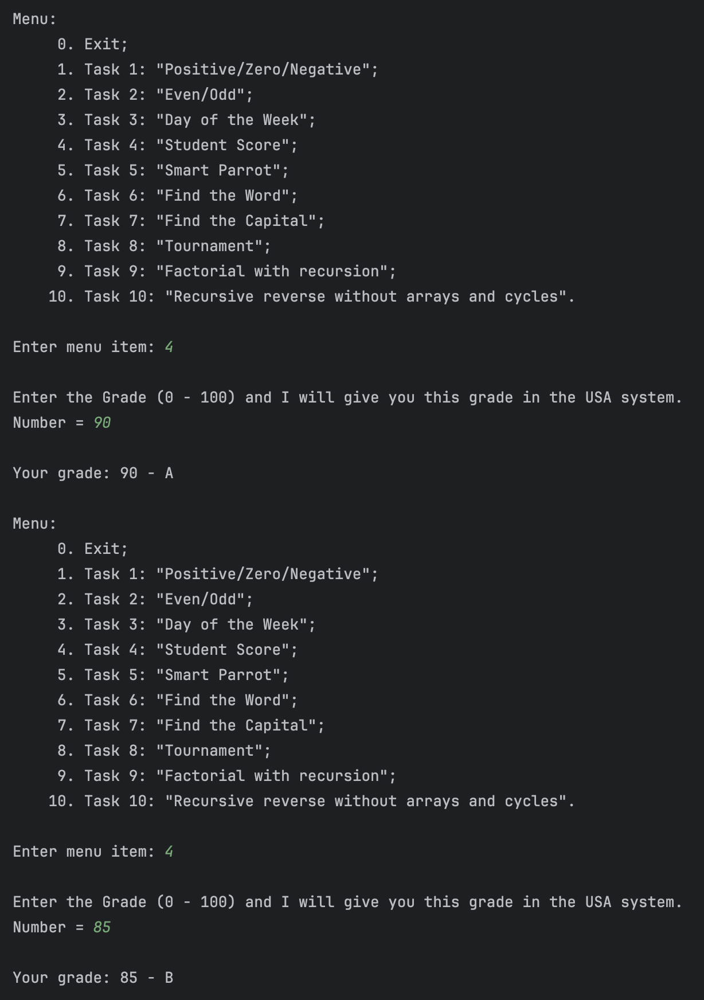 Menu:
0. Exit;
1. Task 1: "Positive/Zero/Negative";
2. Task 2: "Even/Odd";
3. Task 3: "Day of the Week";
4. Task 4: "Student Score";
5. Task 5: "Smart Parrot";
6. Task 6: "Find the Word";
7. Task 7: "Find the Capital";
8. Task 8: "Tournament";
9. Task 9: "Factorial with recursion";
10. Task 10: "Recursive reverse without arrays and cycles".
Enter menu item: 4
Enter the Grade (0 - 100) and I will give you this grade in the USA system.
Number = 90
Your grade: 90 - A
Menu:
0. Exit;
1. Task 1: "Positive/Zero/Negative";
2. Task 2: "Even/Odd";
3. Task 3: "Day of the Week";
4. Task 4: "Student Score";
5. Task 5: "Smart Parrot";
6. Task 6: "Find the Word";
7. Task 7: "Find the Capital";
8. Task 8: "Tournament";
9. Task 9: "Factorial with recursion";
10. Task 10: "Recursive reverse without arrays and cycles".
Enter menu item: 4
Enter the Grade (0 - 100) and I will give you this grade in the USA system.
Number = 85
Your grade: 85 - B